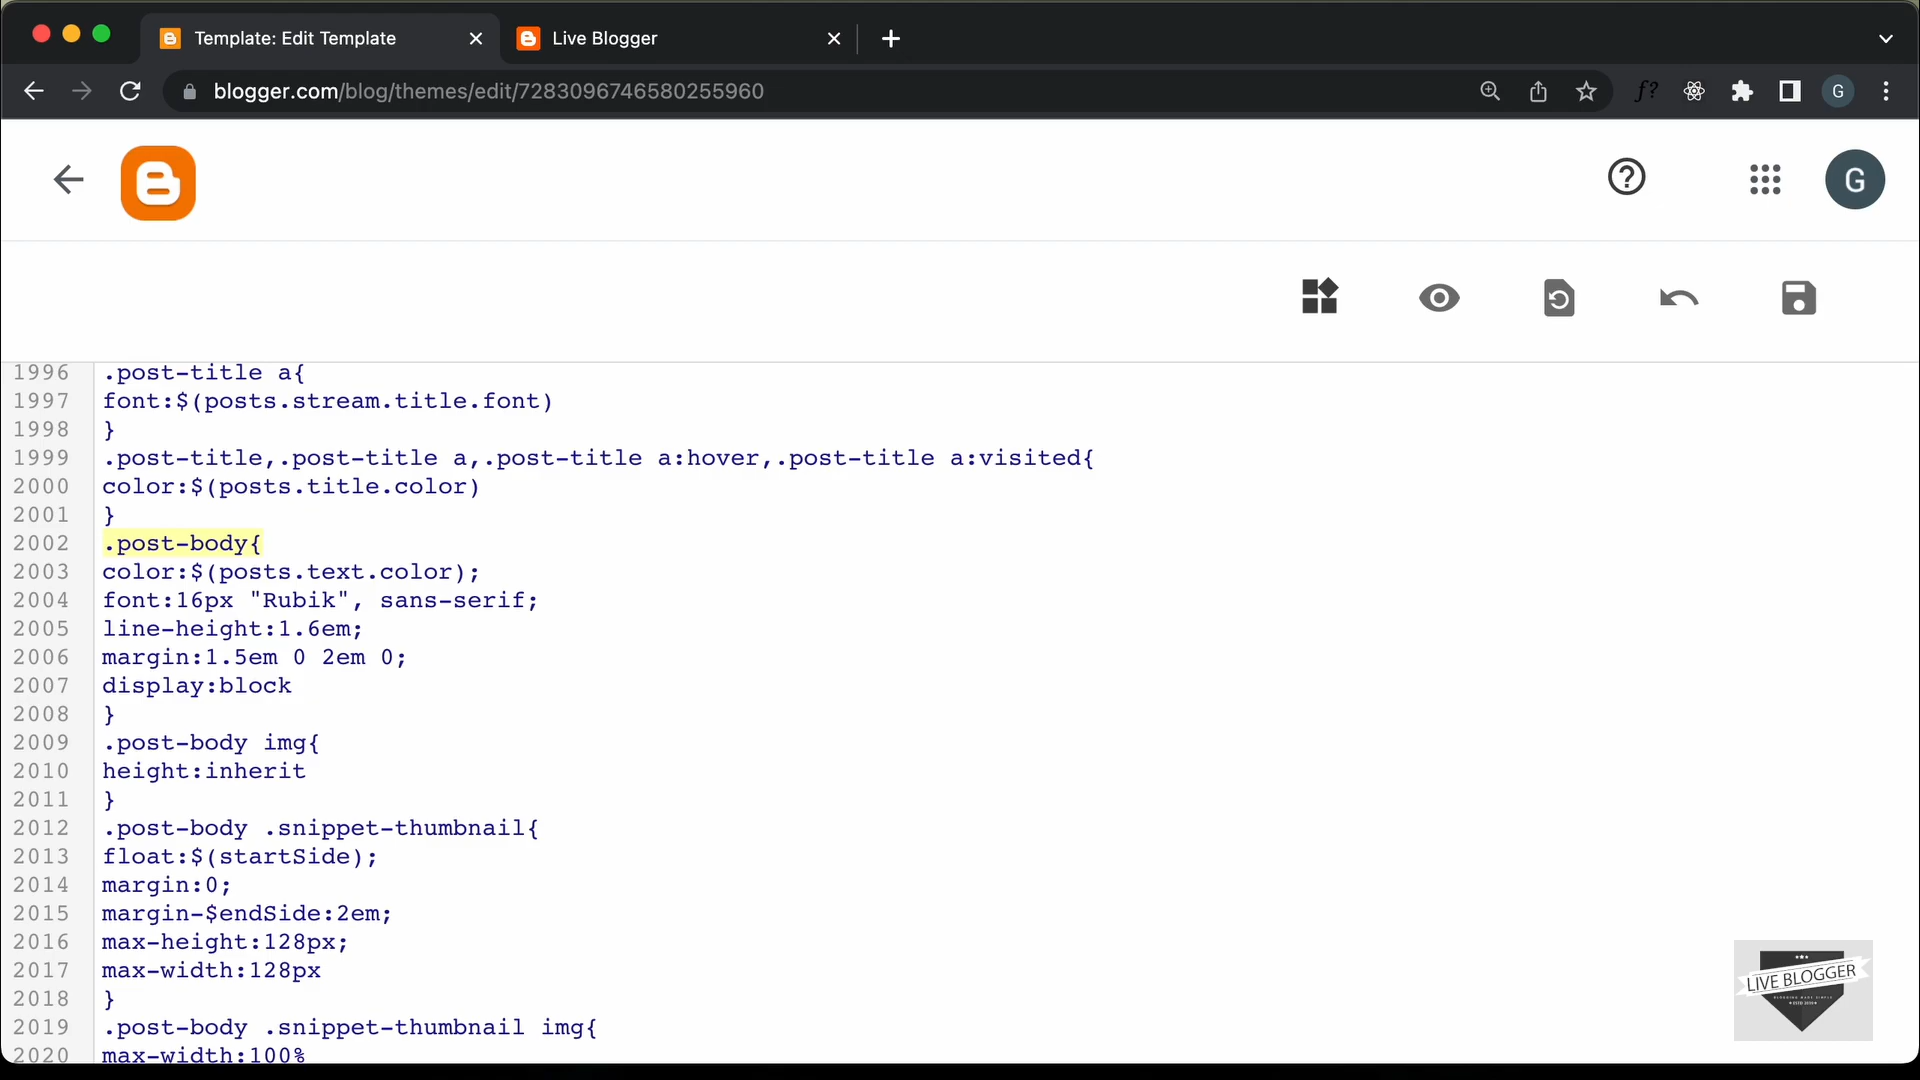 Template: Edit Template
Live Blogger
blogger.com/blog/themes/edit/7283096746580255960
f?
G
G
1996 .post-title a{
1997 font:$(posts.stream.title.font)
1998 }
1999 .post-title,.post-title a,.post-title a:hover,.post-title a:visited{
2000 color:$(posts.title.color)
2001 }
2002 .post-body{
2003 color:$(posts.text.color);
2004 font:16px "Rubik", sans-serif;
2005 line-height:1.6em;
2006 margin:1.5em 0 2em 0;
2007 display:block
2008 }
2009 .post-body img{
2010 height:inherit
2011 }
2012 .post-body .snippet-thumbnail{
2013 float:$(startSide);
2014 margin:0;
2015 margin-$endSide:2em;
2016 max-height:128px;
2017 max-width:128px
2018 }
2019 .post-body .snippet-thumbnail img{
2020 max-width:100%
LIVE BLOGGER